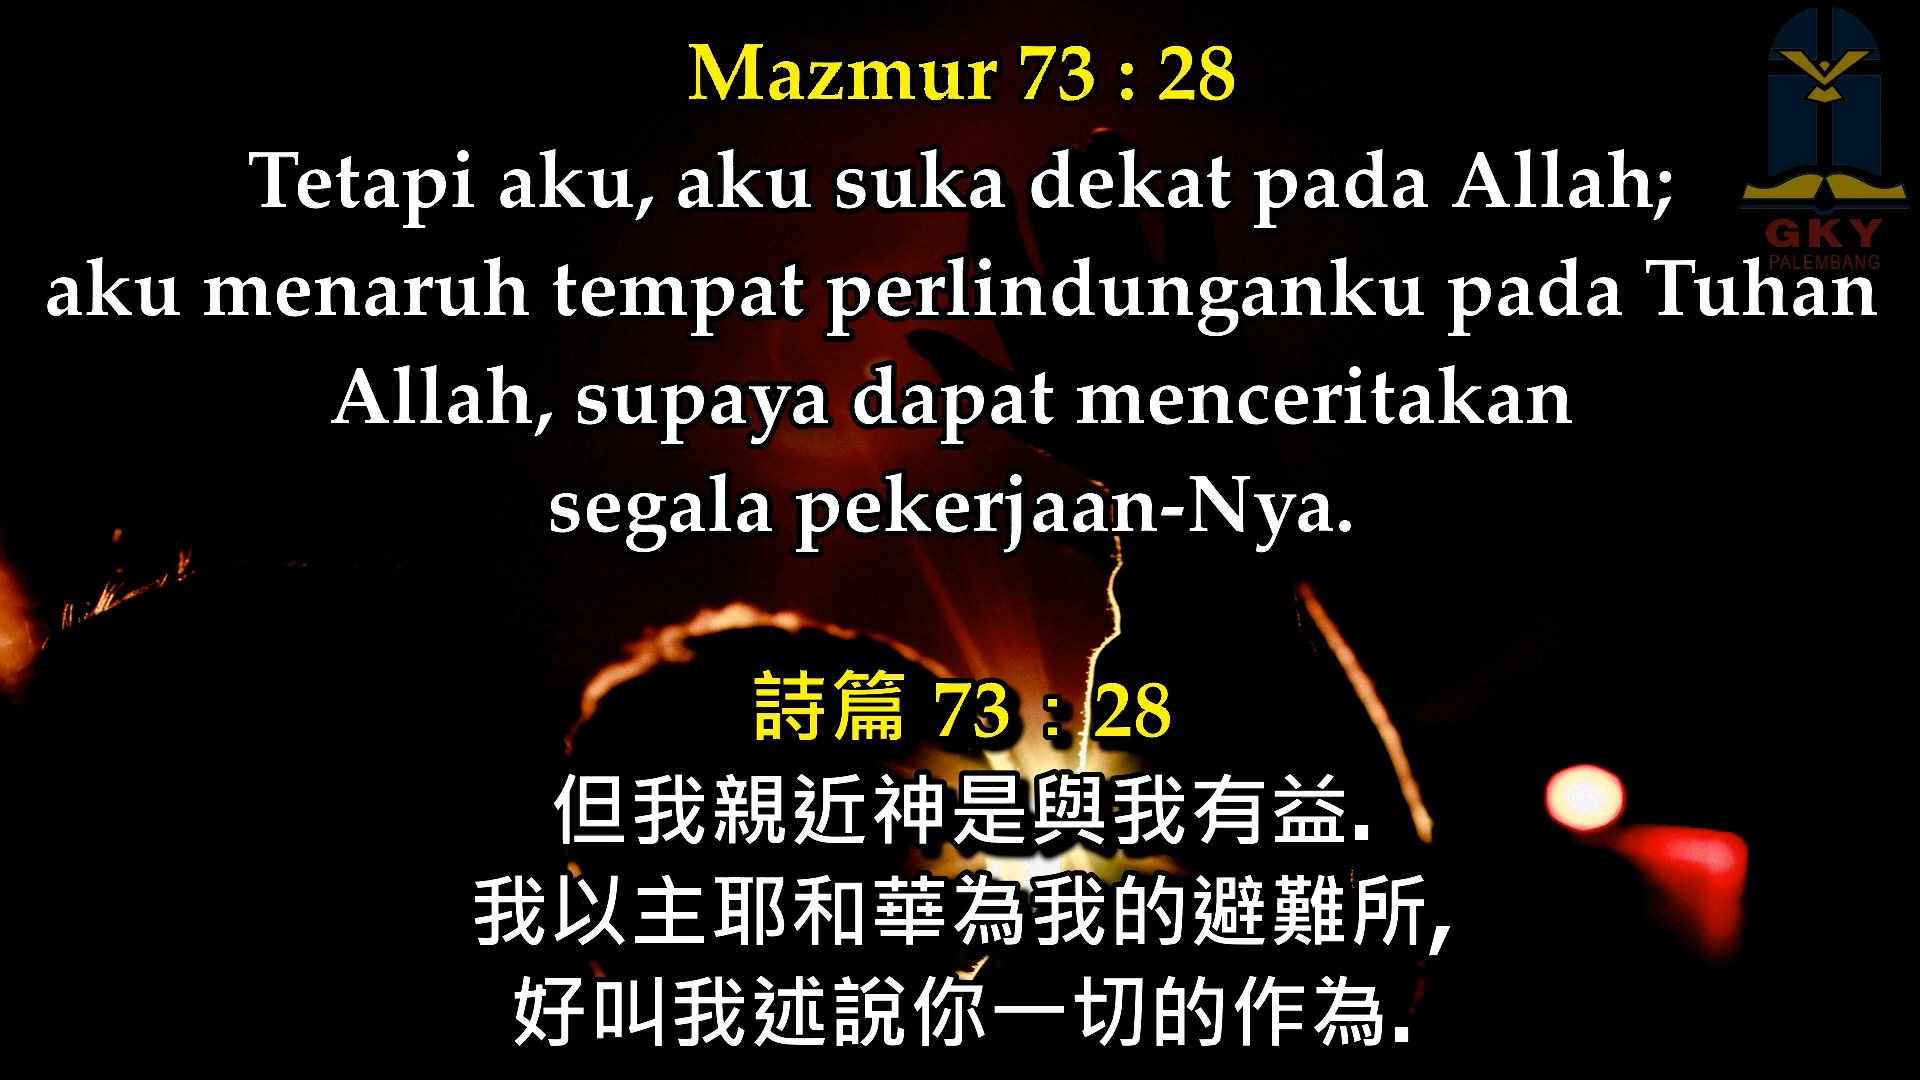 Mazmur 73 : 28
Tetapi aku, aku suka dekat pada Allah;
aku menaruh tempat perlindunganku pada Tuhan
Allah, supaya dapat menceritakan
segala pekerjaan-Nya.
GKY
PALEMBANG
詩篇 73 : 28
但我親近神是與我有益.
我以主耶和華為我的避難所,
好叫我述說你一切的作為.